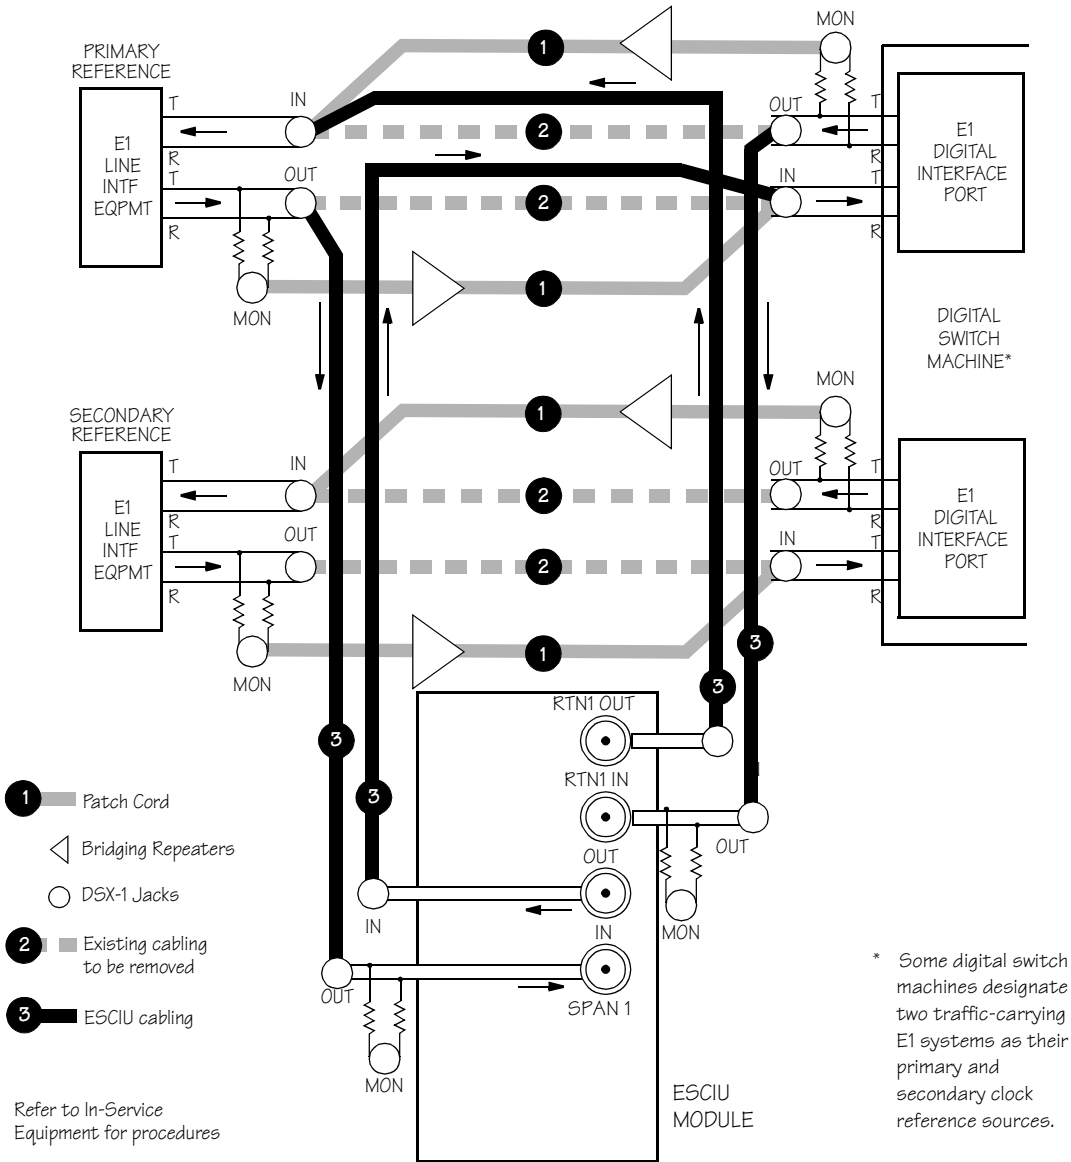 MON
1
PRIMARY
REFERENCE
IN
T
R
T
R
E1
LINE
INTF
EQPMT
2
OUT
T
R
T
R
E1
DIGITAL
INTERFACE
PORT
OUT
2
IN
1
MON
DIGITAL
SWITCH
MACHINE*
MON
1
SECONDARY
REFERENCE
IN
T
R
T
R
E1
LINE
INTF
EQPMT
2
OUT
T
R
T
R
E1
DIGITAL
INTERFACE
PORT
OUT
2
IN
1
MON
3
3
3
3
RTN1 OUT
RTN1 IN
OUT
OUT
IN
IN
MON
OUT
SPAN 1
MON
1 Patch Cord
Bridging Repeaters
DSX-1 Jacks
2 Existing cabling
to be removed
3 ESCIU cabling
Refer to In-Service
Equipment for procedures
ESCIU
MODULE
* Some digital switch
machines designate
two traffic-carrying
E1 systems as their
primary and
secondary clock
reference sources.